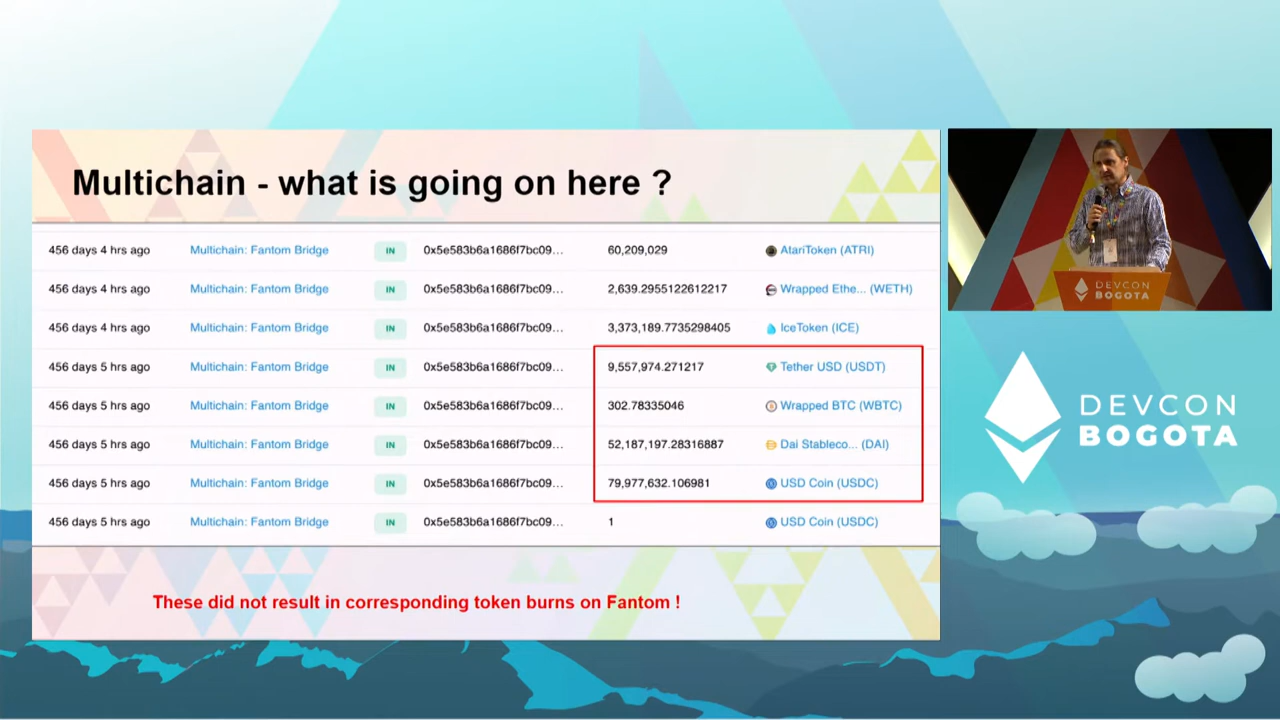 Multichain - what is going on here ?
456 days 4 hrs ago Multichain: Fantom Bridge IN 0x5e583b6a1686f7bc09... 60,209,029 AtariToken (ATRI)
456 days 4 hrs ago Multichain: Fantom Bridge IN 0x5e583b6a1686f7bc09... 2,639.2955122612217 Wrapped Ethe... (WETH)
456 days 4 hrs ago Multichain: Fantom Bridge IN 0x5e583b6a1686f7bc09... 3,373,189.7735298405 IceToken (ICE)
456 days 5 hrs ago Multichain: Fantom Bridge IN 0x5e583b6a1686f7bc09... 9,557,974.271217 Tether USD (USDT)
456 days 5 hrs ago Multichain: Fantom Bridge IN 0x5e583b6a1686f7bc09... 302.78335046 Wrapped BTC (WBTC)
456 days 5 hrs ago Multichain: Fantom Bridge IN 0x5e583b6a1686f7bc09... 52,187,197.28316887 Dai Stableco... (DAI)
456 days 5 hrs ago Multichain: Fantom Bridge IN 0x5e583b6a1686f7bc09... 79,977,632.106981 USD Coin (USDC)
456 days 5 hrs ago Multichain: Fantom Bridge IN 0x5e583b6a1686f7bc09... 1 USD Coin (USDC)
These did not result in corresponding token burns on Fantom !
DEVCON
BOGOTA
DEVCON
BOGOTA